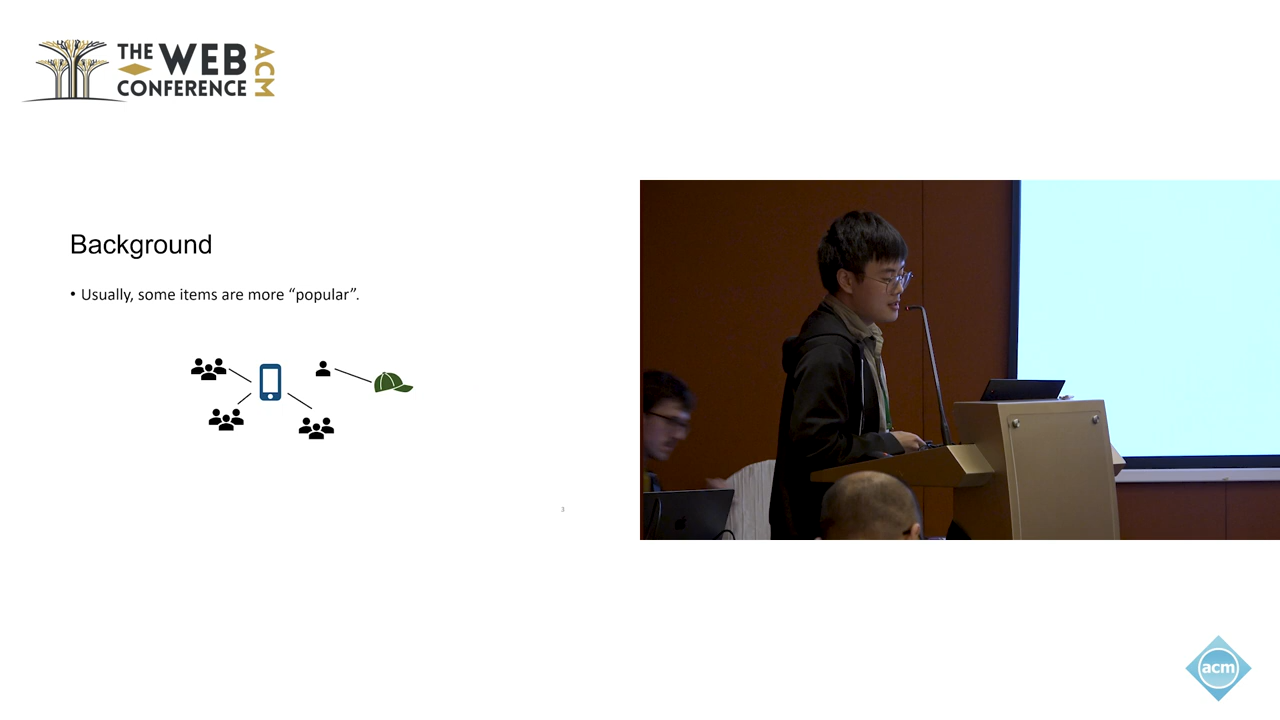 THE WEB
CONFERENCE
ACM
Background
• Usually, some items are more “popular”.
3
acm